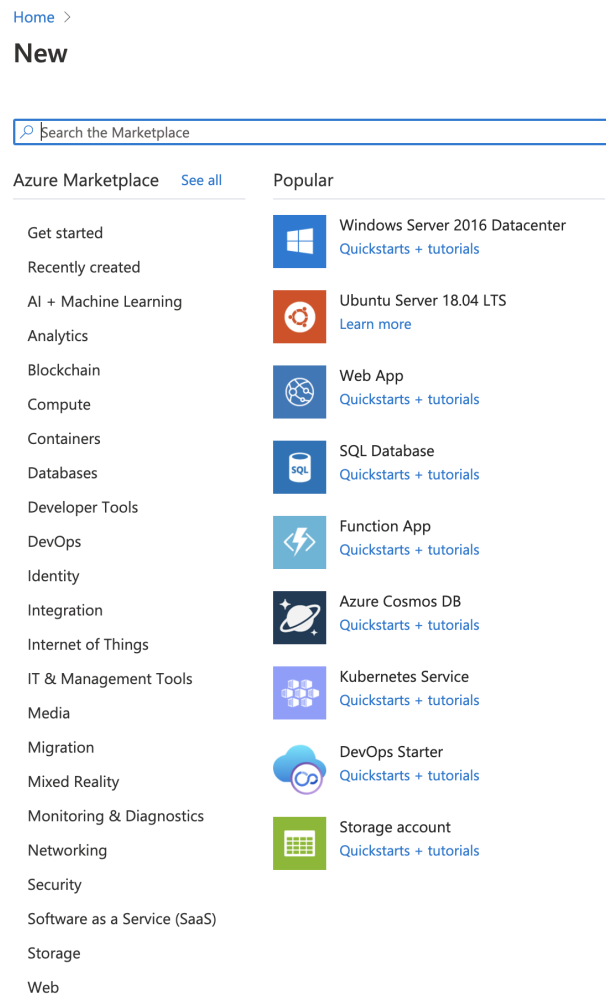 Home
New
Search the Marketplace
Azure Marketplace See all
Get started
Recently created
AI + Machine Learning
Analytics
Blockchain
Compute
Containers
Databases
Developer Tools
DevOps
Identity
Integration
Internet of Things
IT & Management Tools
Media
Migration
Mixed Reality
Monitoring & Diagnostics
Networking
Security
Software as a Service (SaaS)
Storage
Web
Popular
Windows Server 2016 Datacenter
Quickstarts + tutorials
Ubuntu Server 18.04 LTS
Learn more
Web App
Quickstarts + tutorials
SQL
SQL Database
Quickstarts + tutorials
Function App
Quickstarts + tutorials
Azure Cosmos DB
Quickstarts + tutorials
Kubernetes Service
Quickstarts + tutorials
DevOps Starter
Quickstarts + tutorials
Storage account
Quickstarts + tutorials